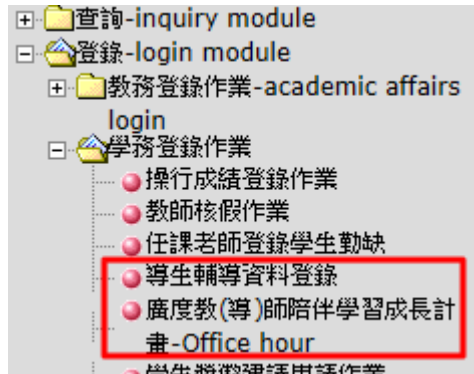 查詢-inquiry module
登錄-login module
教務登錄作業-academic affairs
login
學務登錄作業
操行成績登錄作業
教師核假作業
任課老師登錄學生勤缺
導生輔導資料登錄
廣度教(導)師陪伴學習成長計
畫-Office hour